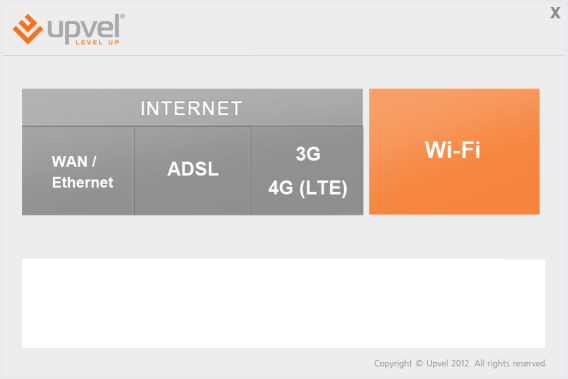 X
upvel®
LEVEL UP
INTERNET
WAN /
Ethernet
ADSL
3G
4G (LTE)
Wi-Fi
Copyright © Upvel 2012. All rights reserved.